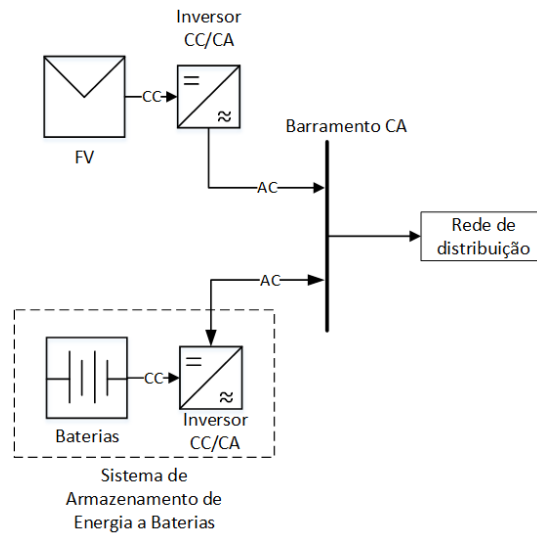 Inversor
CC/CA
CC
FV
Barramento CA
AC
Rede de
distribuição
AC
CC
Baterias
Inversor
CC/CA
Sistema de
Armazenamento de
Energia a Baterias